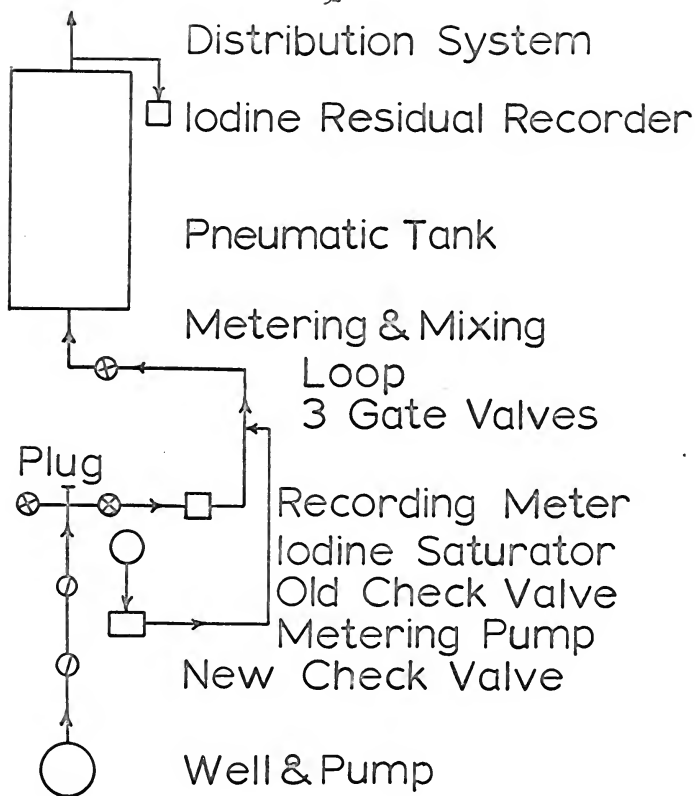 Distribution System
Iodine Residual Recorder
Pneumatic Tank
Metering & Mixing
Loop
3 Gate Valves
Plug
Recording Meter
Iodine Saturator
Old Check Valve
Metering Pump
New Check Valve
Well & Pump